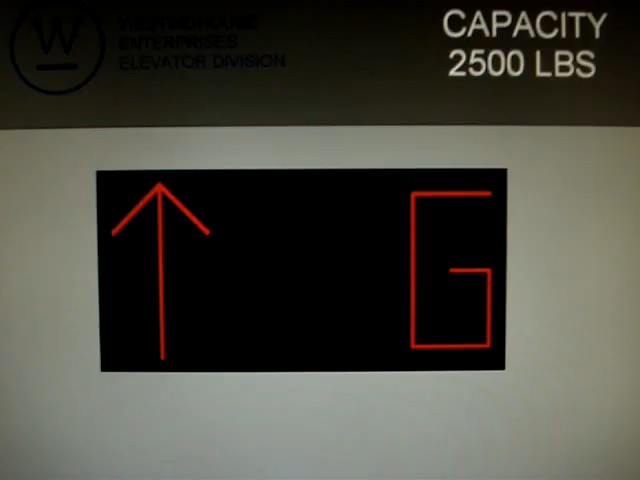 W
WESTINGHOUSE
ENTERPRISES
ELEVATOR DIVISION
CAPACITY
2500 LBS
G